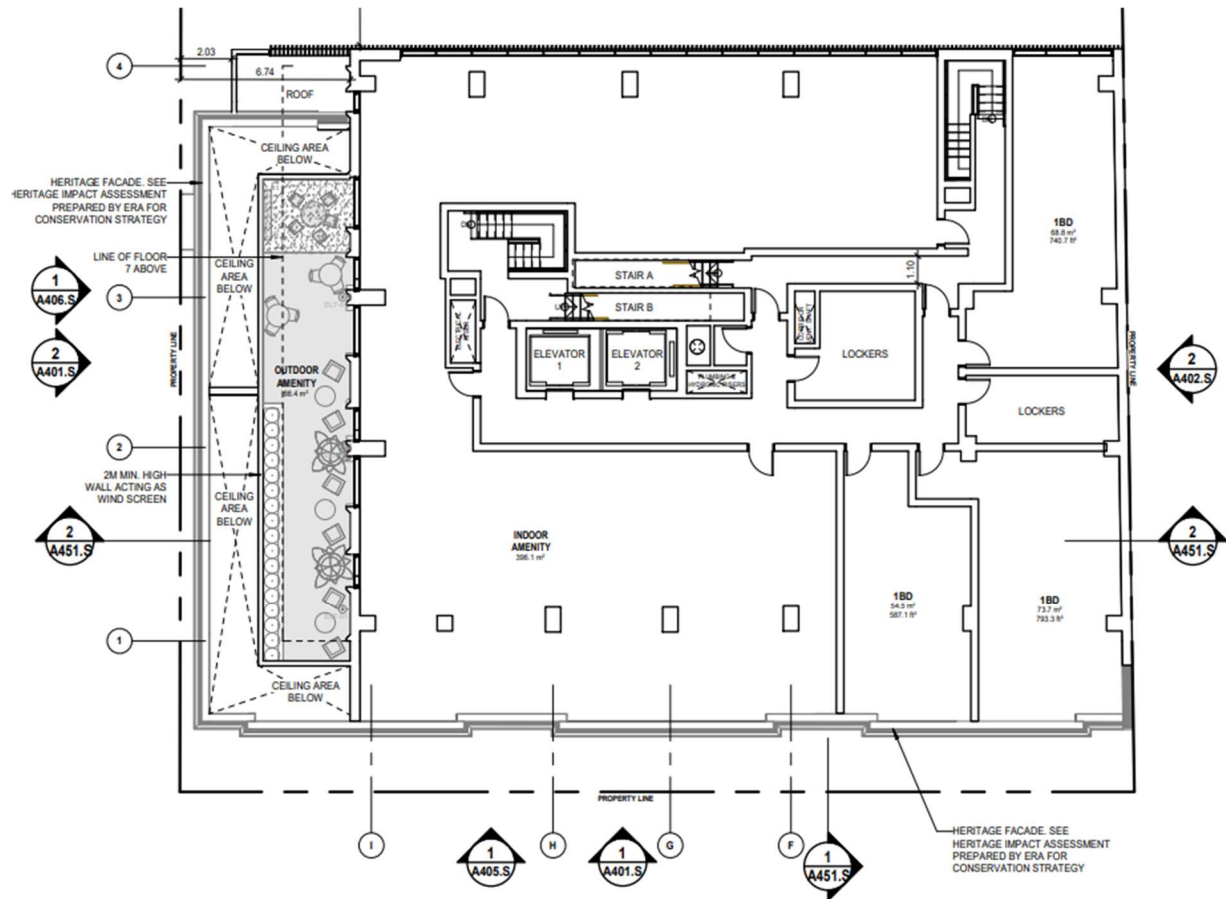 2.03
4
6.74
ROOF
CEILING AREA
BELOW
HERITAGE FACADE. SEE
HERITAGE IMPACT ASSESSMENT
PREPARED BY ERA FOR
CONSERVATION STRATEGY
1BD
68.8 m²
740.7 ft²
LINE OF FLOOR
7 ABOVE
CEILING
AREA
BELOW
STAIR A
1.10
1
A406.S
3
STAIR B
2
A401.S
PROPERTY LINE
ELEVATOR
1
ELEVATOR
2
LOCKERS
PROPERTY LINE
2
A402.S
OUTDOOR
AMENITY
LOCKERS
2
2M MIN. HIGH
WALL ACTING AS
WIND SCREEN
CEILING
AREA
BELOW
2
A451.S
INDOOR
AMENITY
396.1 m²
2
A451.S
1BD
54.5 m²
587.1 ft²
1BD
73.7 m²
793.3 ft²
1
CEILING AREA
BELOW
PROPERTY LINE
I
H
G
F
1
A405.S
1
A401.S
1
A451.S
HERITAGE FACADE. SEE
HERITAGE IMPACT ASSESSMENT
PREPARED BY ERA FOR
CONSERVATION STRATEGY